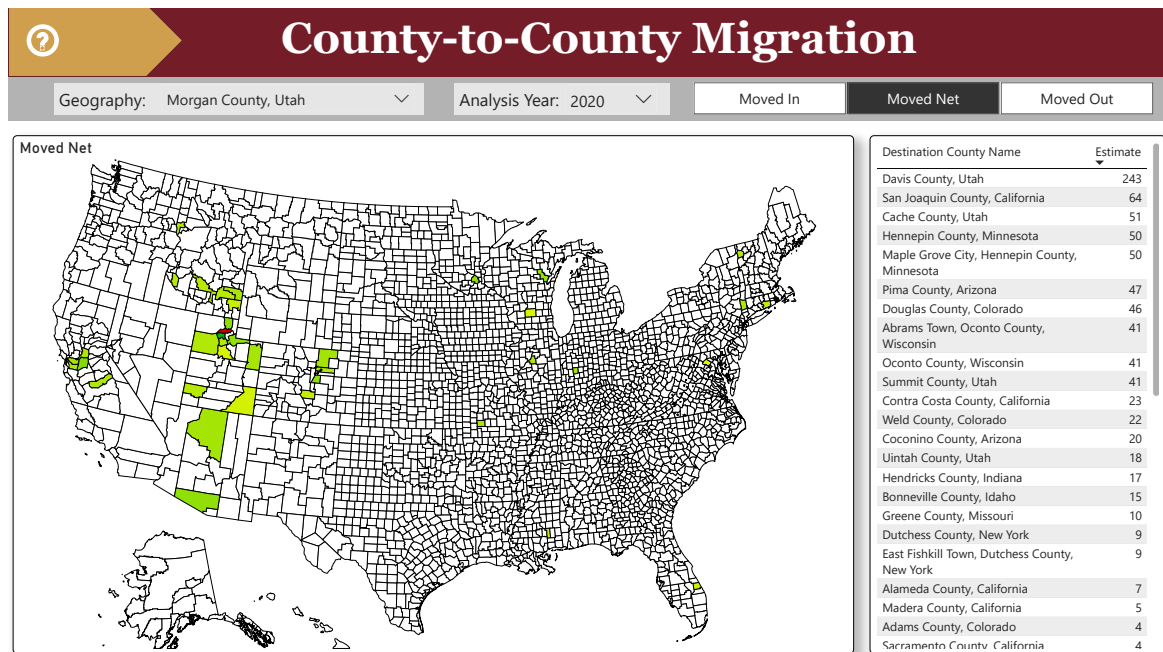 ?
County-to-County Migration
Geography: Morgan County, Utah
Analysis Year: 2020
Moved In
Moved Net
Moved Out
Moved Net
Destination County Name Estimate
Davis County, Utah 243
San Joaquin County, California 64
Cache County, Utah 51
Hennepin County, Minnesota 50
Maple Grove City, Hennepin County, 50
Minnesota
Pima County, Arizona 47
Douglas County, Colorado 46
Abrams Town, Oconto County, 41
Wisconsin
Oconto County, Wisconsin 41
Summit County, Utah 41
Contra Costa County, California 23
Weld County, Colorado 22
Coconino County, Arizona 20
Uintah County, Utah 18
Hendricks County, Indiana 17
Bonneville County, Idaho 15
Greene County, Missouri 10
Dutchess County, New York 9
East Fishkill Town, Dutchess County, 9
New York
Alameda County, California 7
Madera County, California 5
Adams County, Colorado 4
Sacramento County, California 4